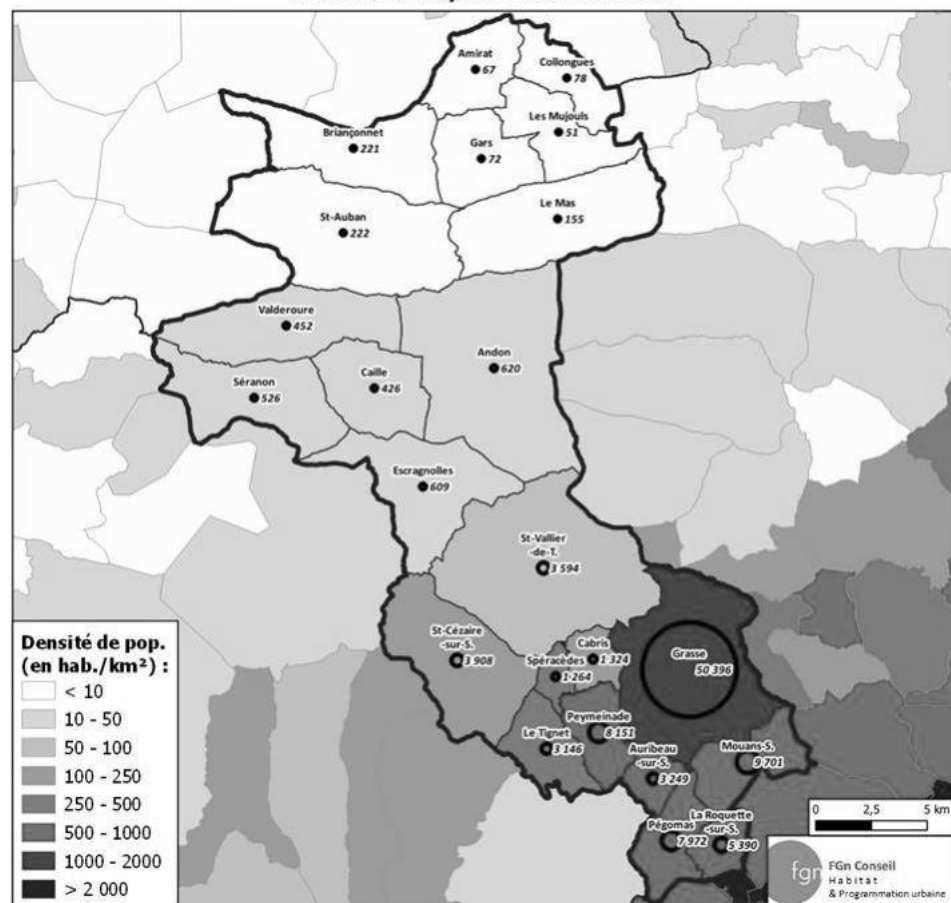 Amirat
67
Collongues
78
Les Mujouls
51
Briançonnet
221
Gars
72
St-Auban
222
Le Mas
155
Valderoure
452
Andon
620
Caille
426
Séranon
526
Escragnolles
609
St-Vallier
-de-T.
3 594
St-Cézaire
-sur-S.
3 908
Cabris
1 324
Spéracèdes
1 264
Grasse
50 396
Peymeinade
8 151
Le Tignet
3 146
Auribeau
-sur-S.
3 249
Mouans-S.
9 701
Pégomas
7 972
La Roquette
-sur-S.
5 390
Densité de pop.
(en hab./km²) :
< 10
10 - 50
50 - 100
100 - 250
250 - 500
500 - 1000
1000 - 2000
> 2 000
0 2,5 5 km
fgn
FGn Conseil
Habitat
& Programmation urbaine